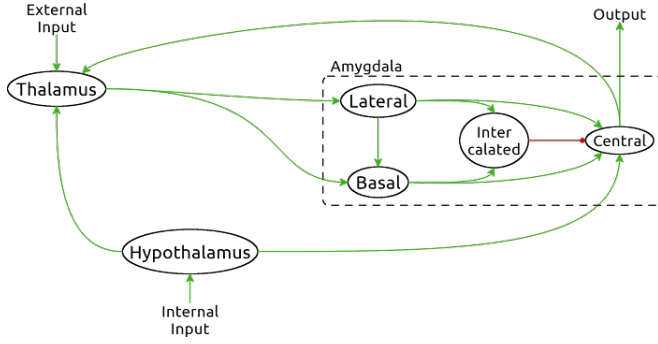 External
Input
Output
Amygdala
Thalamus
Lateral
Inter
calated
Central
Basal
Hypothalamus
Internal
Input